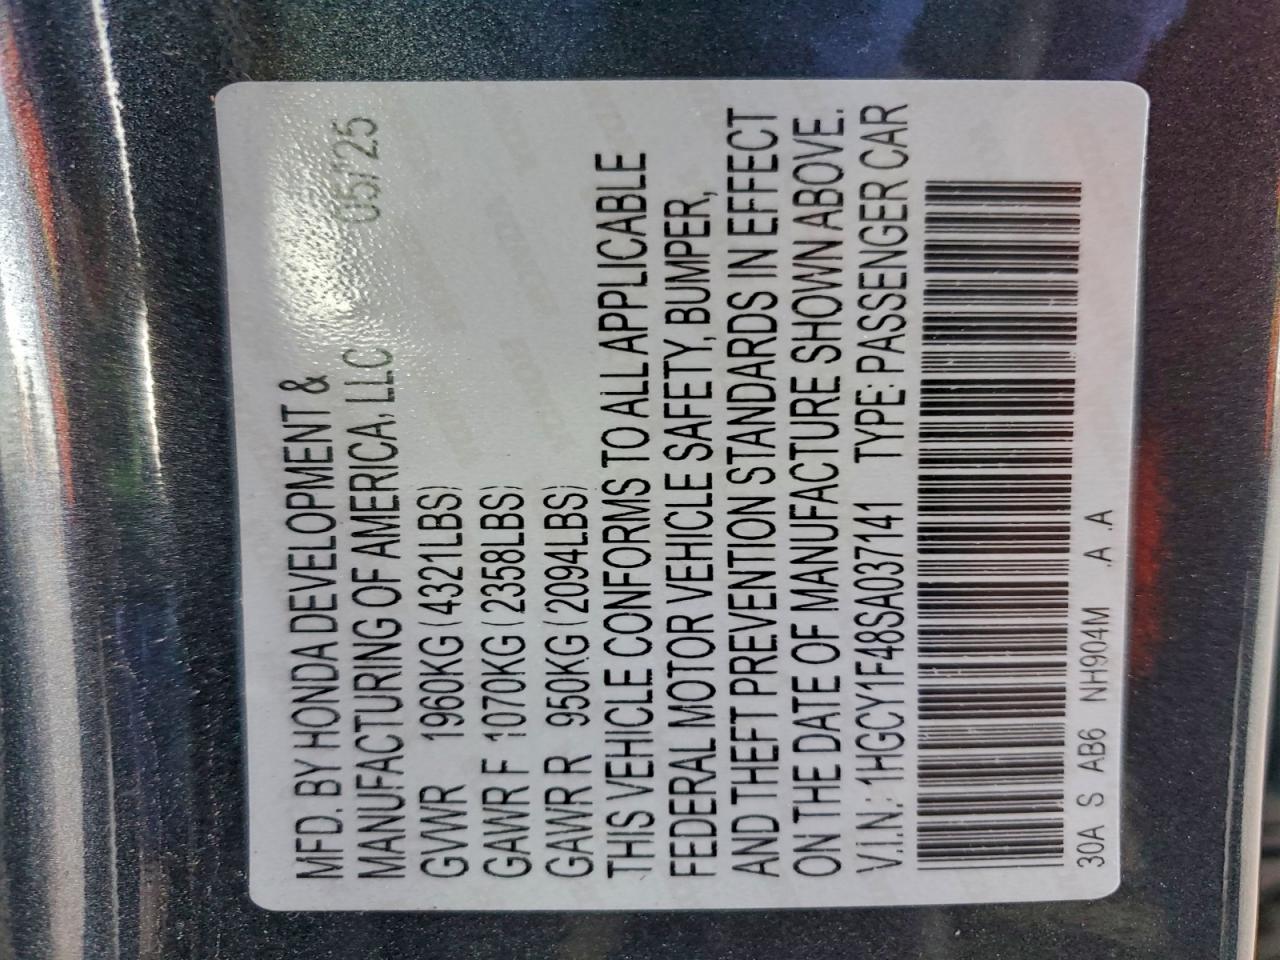 MFD. BY HONDA DEVELOPMENT &
MANUFACTURING OF AMERICA, LLC 05/25
GVWR 1960KG (4321LBS)
GAWR F 1070KG (2358LBS)
GAWR R 950KG (2094LBS)
THIS VEHICLE CONFORMS TO ALL APPLICABLE
FEDERAL MOTOR VEHICLE SAFETY, BUMPER,
AND THEFT PREVENTION STANDARDS IN EFFECT
ON THE DATE OF MANUFACTURE SHOWN ABOVE.
V.I.N.: 1HGCY1F48SA037141 TYPE: PASSENGER CAR
30A S AB6 NH904M A .A